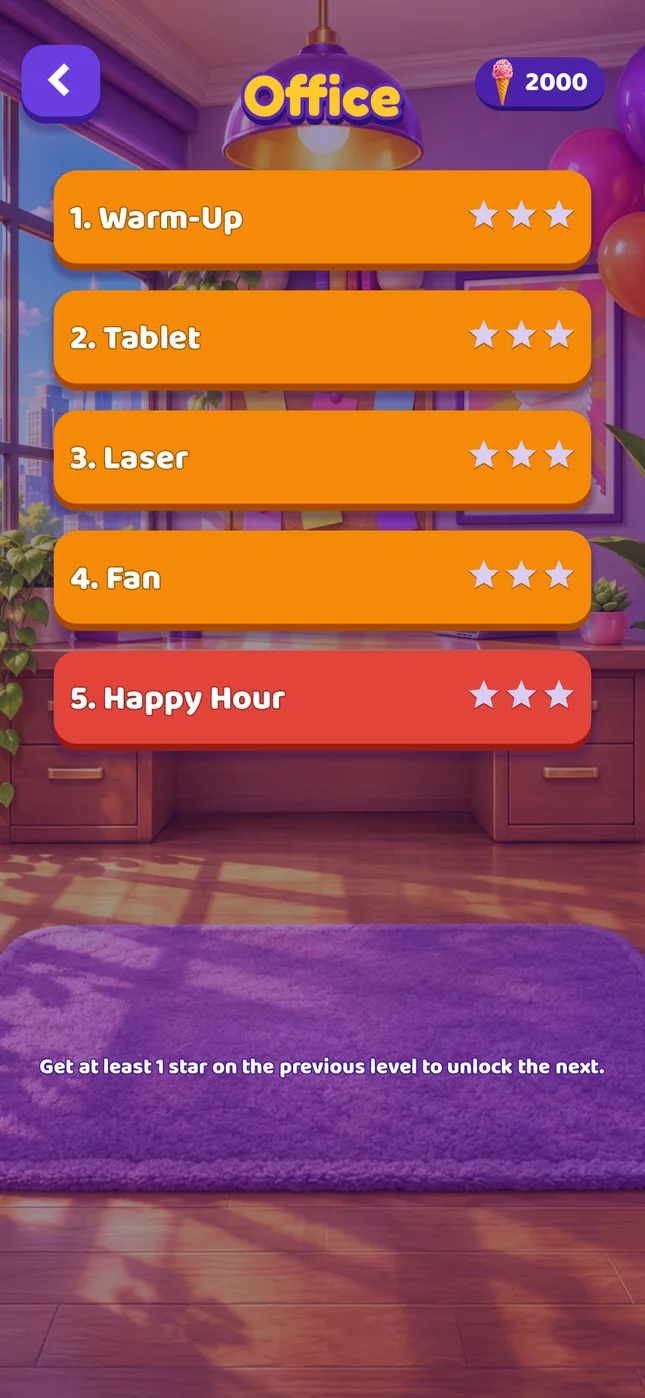 Office
2000
1. Warm-Up
2. Tablet
3. Laser
4. Fan
5. Happy Hour
Get at least 1 star on the previous level to unlock the next.